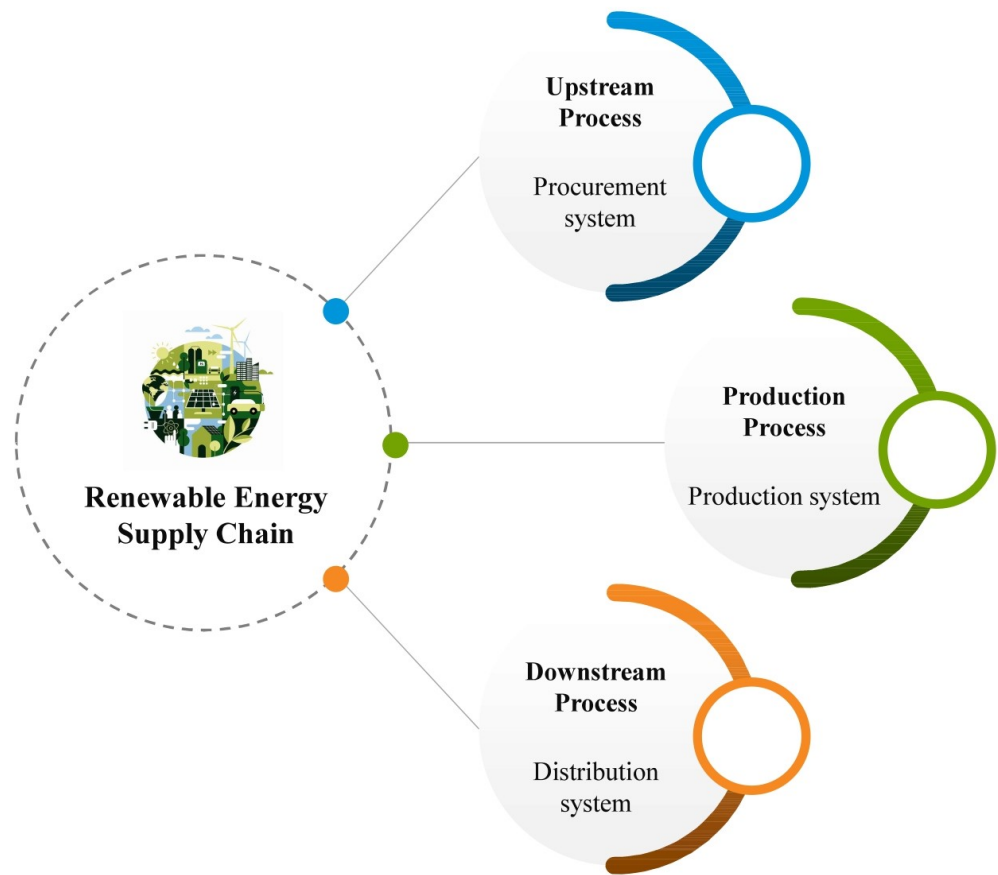 Upstream
Process
Procurement
system
Production
Process
Production system
Renewable Energy
Supply Chain
Downstream
Process
Distribution
system